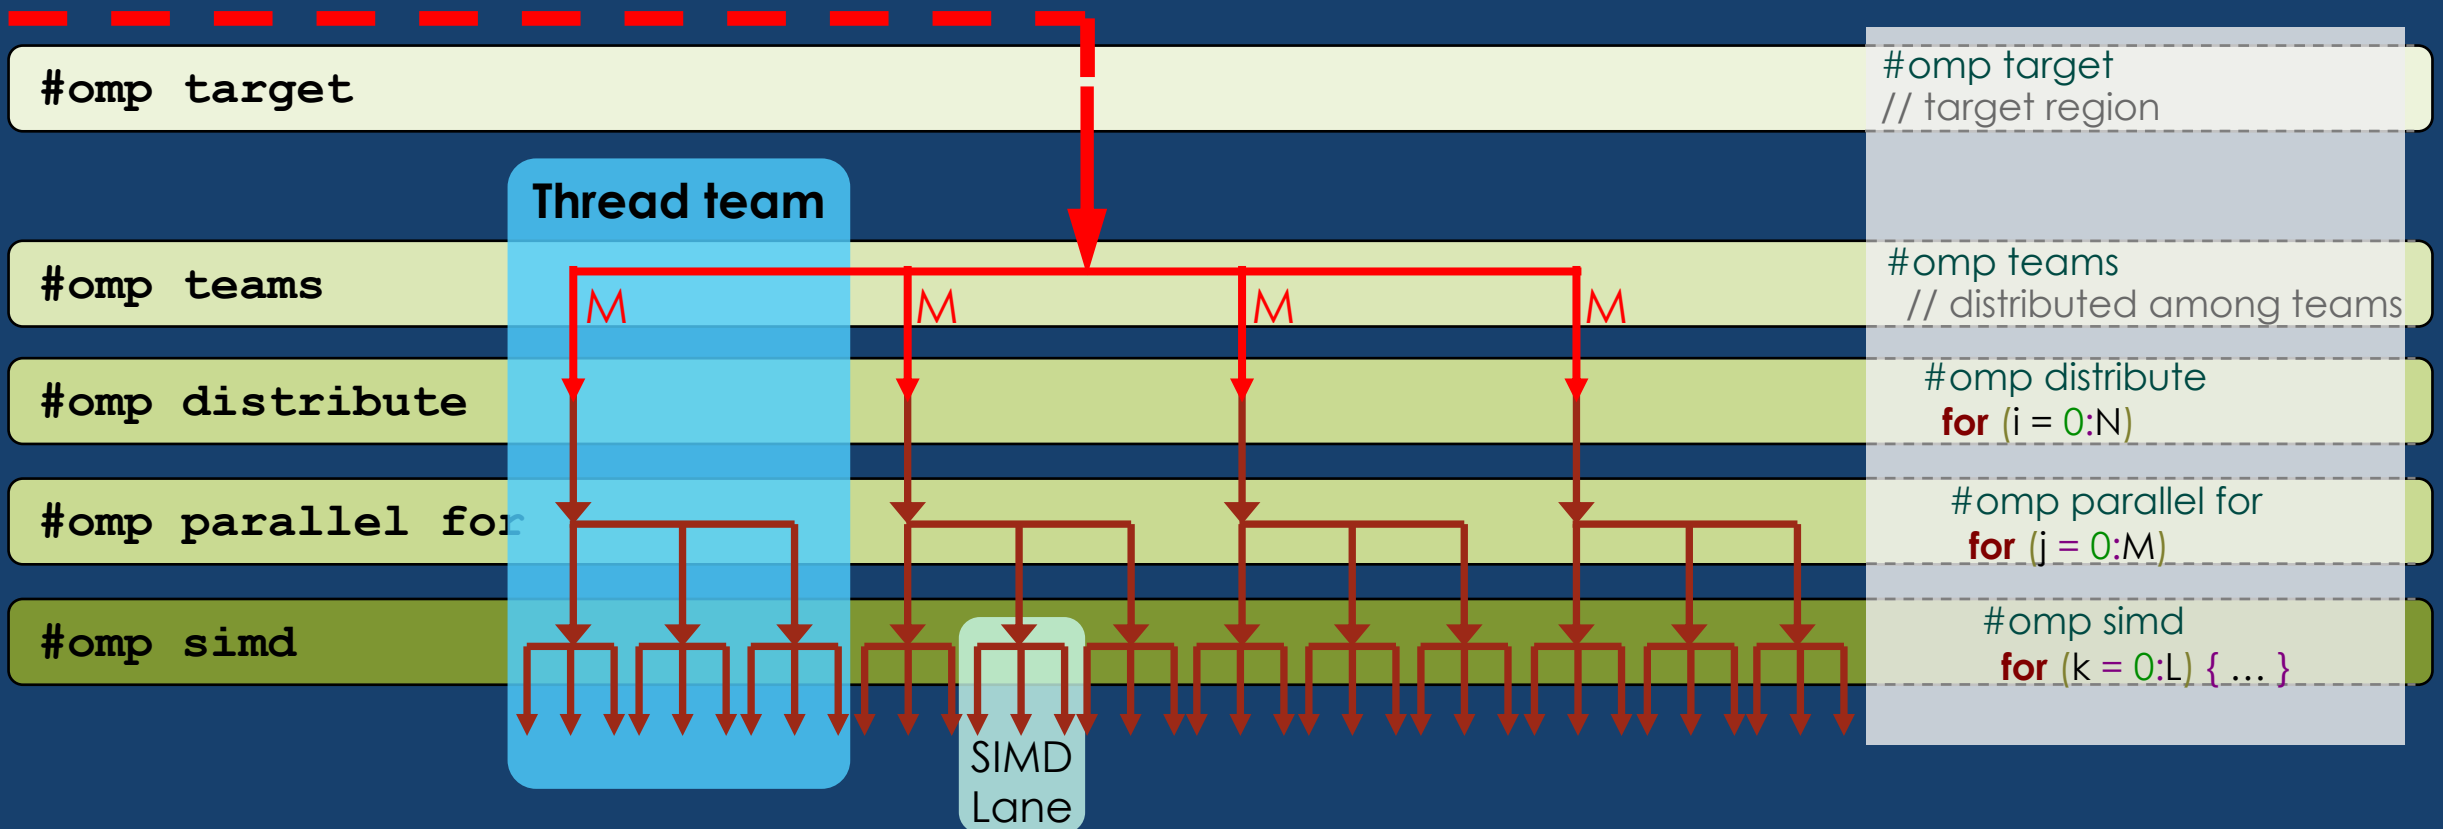 #omp target
#omp target
// target region
Thread team
#omp teams
M
M
M
M
#omp teams
// distributed among teams
#omp distribute
#omp distribute
for (i = 0:N)
#omp parallel for
#omp parallel for
for (j = 0:M)
#omp simd
#omp simd
for (k = 0:L) { ... }
SIMD
Lane